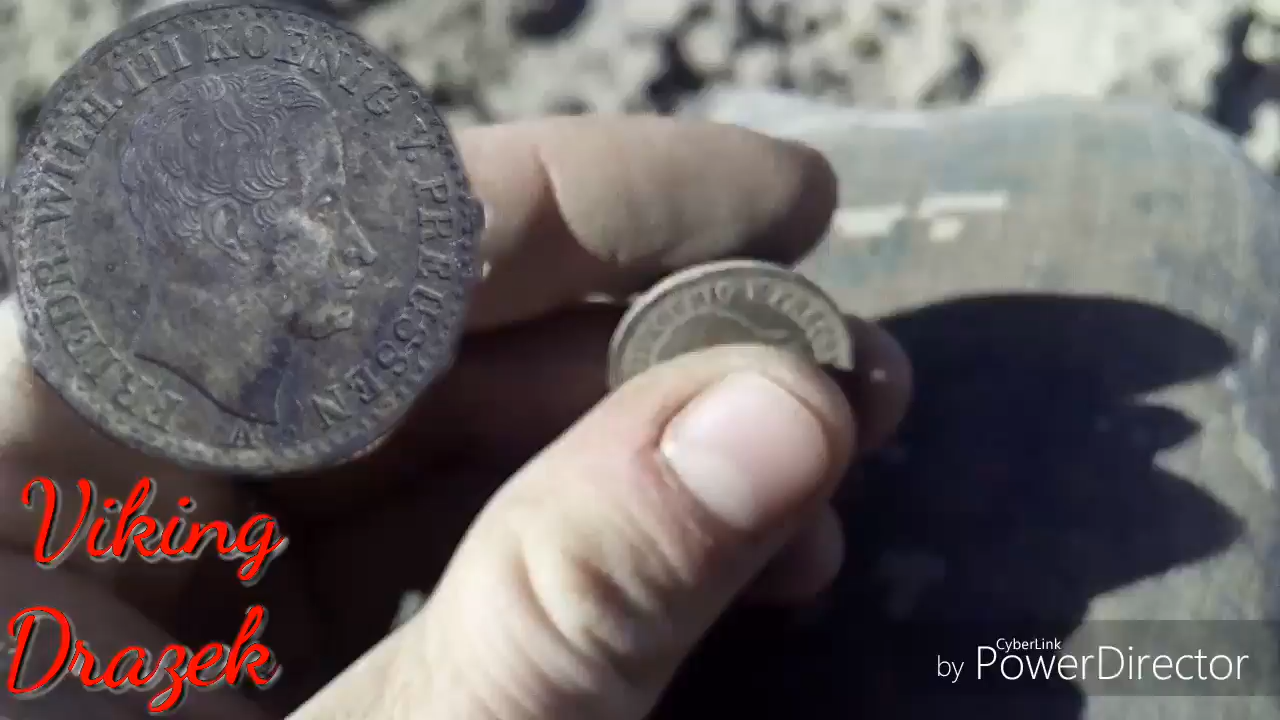 FRIEDR. WILH. III KOENIG V. PREUSSEN
Viking
Drazek
CyberLink
by PowerDirector